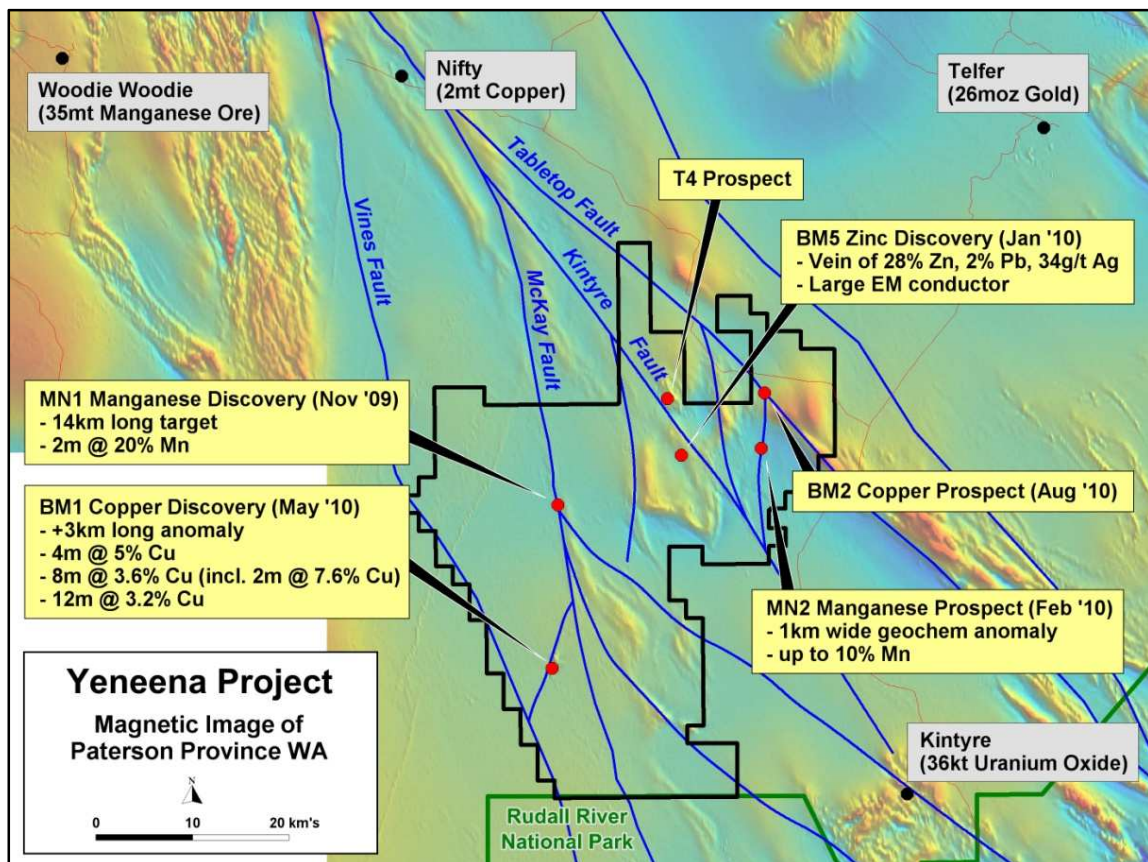 Woodie Woodie
(35mt Manganese Ore)
Nifty
(2mt Copper)
Telfer
(26moz Gold)
T4 Prospect
BM5 Zinc Discovery (Jan '10)
- Vein of 28% Zn, 2% Pb, 34g/t Ag
- Large EM conductor
Vines Fault
McKay Fault
Kintyre
Fault
Tabletop Fault
MN1 Manganese Discovery (Nov '09)
- 14km long target
- 2m @ 20% Mn
BM1 Copper Discovery (May '10)
- +3km long anomaly
- 4m @ 5% Cu
- 8m @ 3.6% Cu (incl. 2m @ 7.6% Cu)
- 12m @ 3.2% Cu
BM2 Copper Prospect (Aug '10)
MN2 Manganese Prospect (Feb '10)
- 1km wide geochem anomaly
- up to 10% Mn
Kintyre
(36kt Uranium Oxide)
Rudall River
National Park
Yeneena Project
Magnetic Image of
Paterson Province WA
N
0 10 20 km's